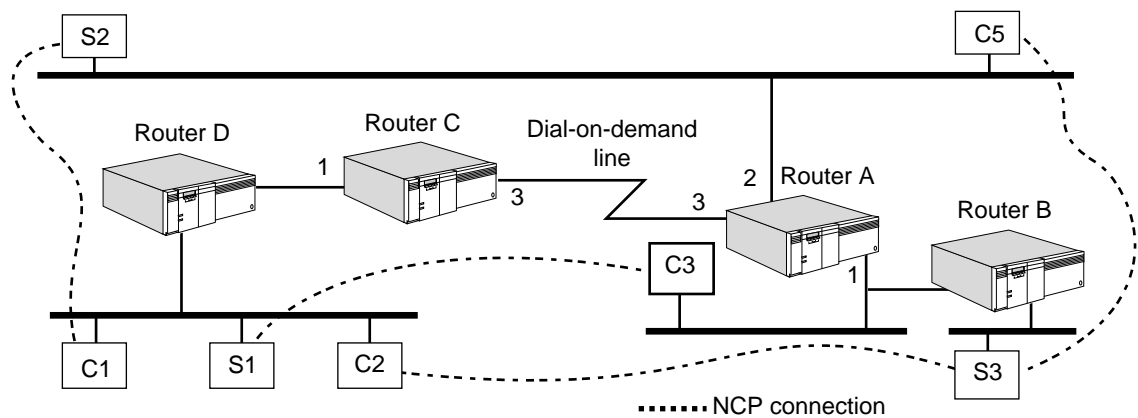 S2
C5
Router D
Router C
Dial-on-demand
line
1
3
2
Router A
3
Router B
C3
1
C1
S1
C2
S3
NCP connection